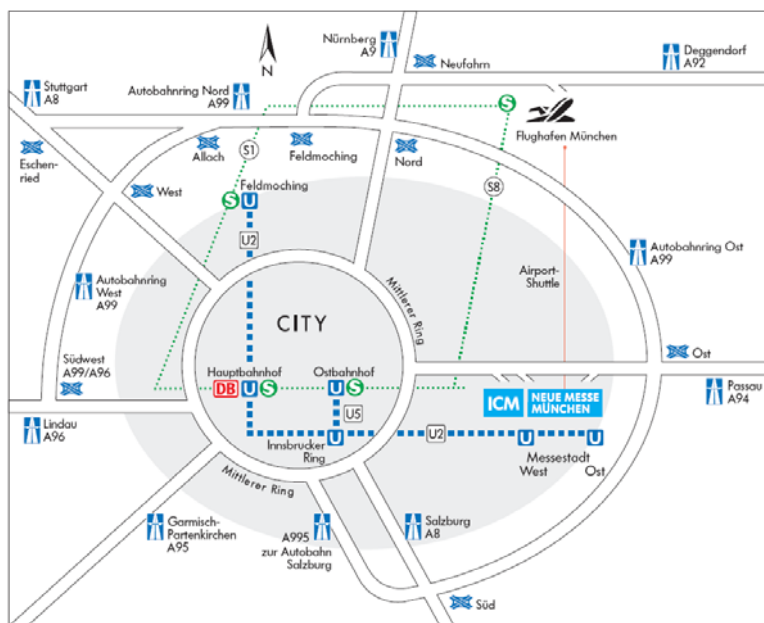 Nürnberg
A9
Neufahrn
Deggendorf
A92
Stuttgart
A8
N
Autobahnring Nord
A99
S
Flughafen München
Eschen-
ried
Allach
S1
Feldmoching
Nord
West
Feldmoching
S U
S8
U2
Autobahnring Ost
A99
Autobahnring
West
A99
Mittlerer Ring
Airport-
Shuttle
CITY
Südwest
A99/A96
Hauptbahnhof
DB U S
Ostbahnhof
U S
Ost
Passau
A94
ICM
NEUE MESSE
MÜNCHEN
Lindau
A96
U5
Innsbrucker
Ring
U
U2
U
U
Messestadt
West
Ost
Mittlerer Ring
Garmisch-
Partenkirchen
A95
A995
zur Autobahn
Salzburg
Salzburg
A8
Süd